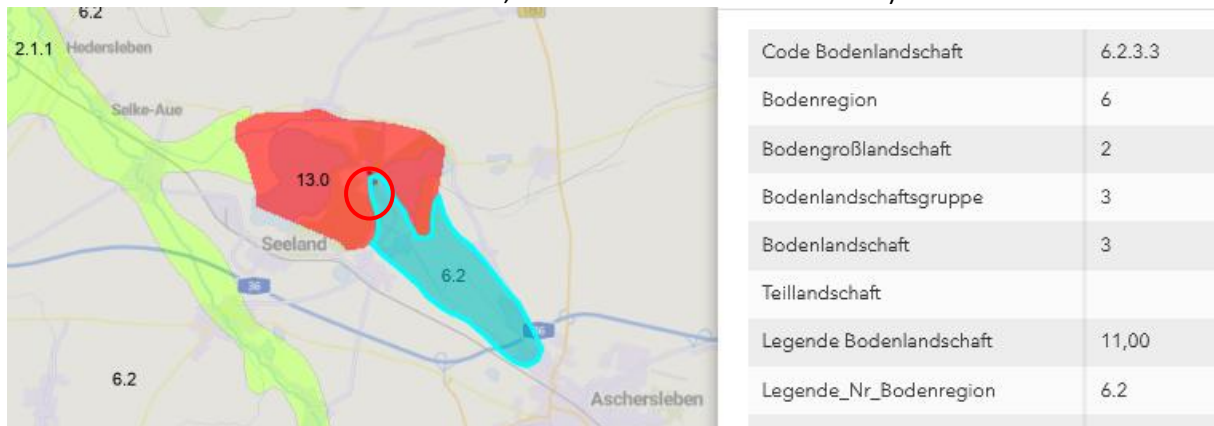 6.2
2.1.1 Hedersleben
Selke-Aue
13.0
Seeland
6.2
36
36
6.2
Aschersleben
Code Bodenlandschaft 6.2.3.3
Bodenregion 6
Bodengroßlandschaft 2
Bodenlandschaftsgruppe 3
Bodenlandschaft 3
Teillandschaft
Legende Bodenlandschaft 11,00
Legende_Nr_Bodenregion 6.2